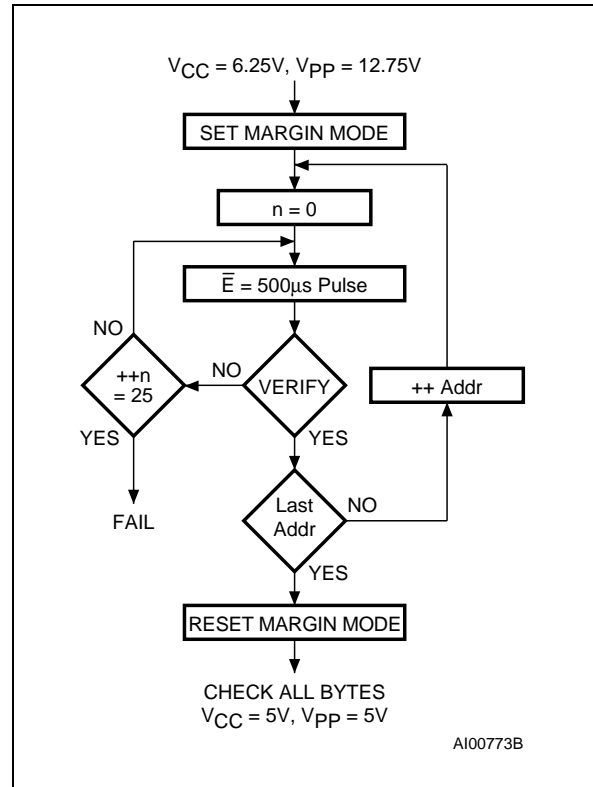 VCC = 6.25V, VPP = 12.75V
SET MARGIN MODE
n = 0
E̅ = 500µs Pulse
NO
++n
= 25
NO
VERIFY
++ Addr
YES
YES
FAIL
Last
Addr
NO
YES
RESET MARGIN MODE
CHECK ALL BYTES
VCC = 5V, VPP = 5V
AI00773B